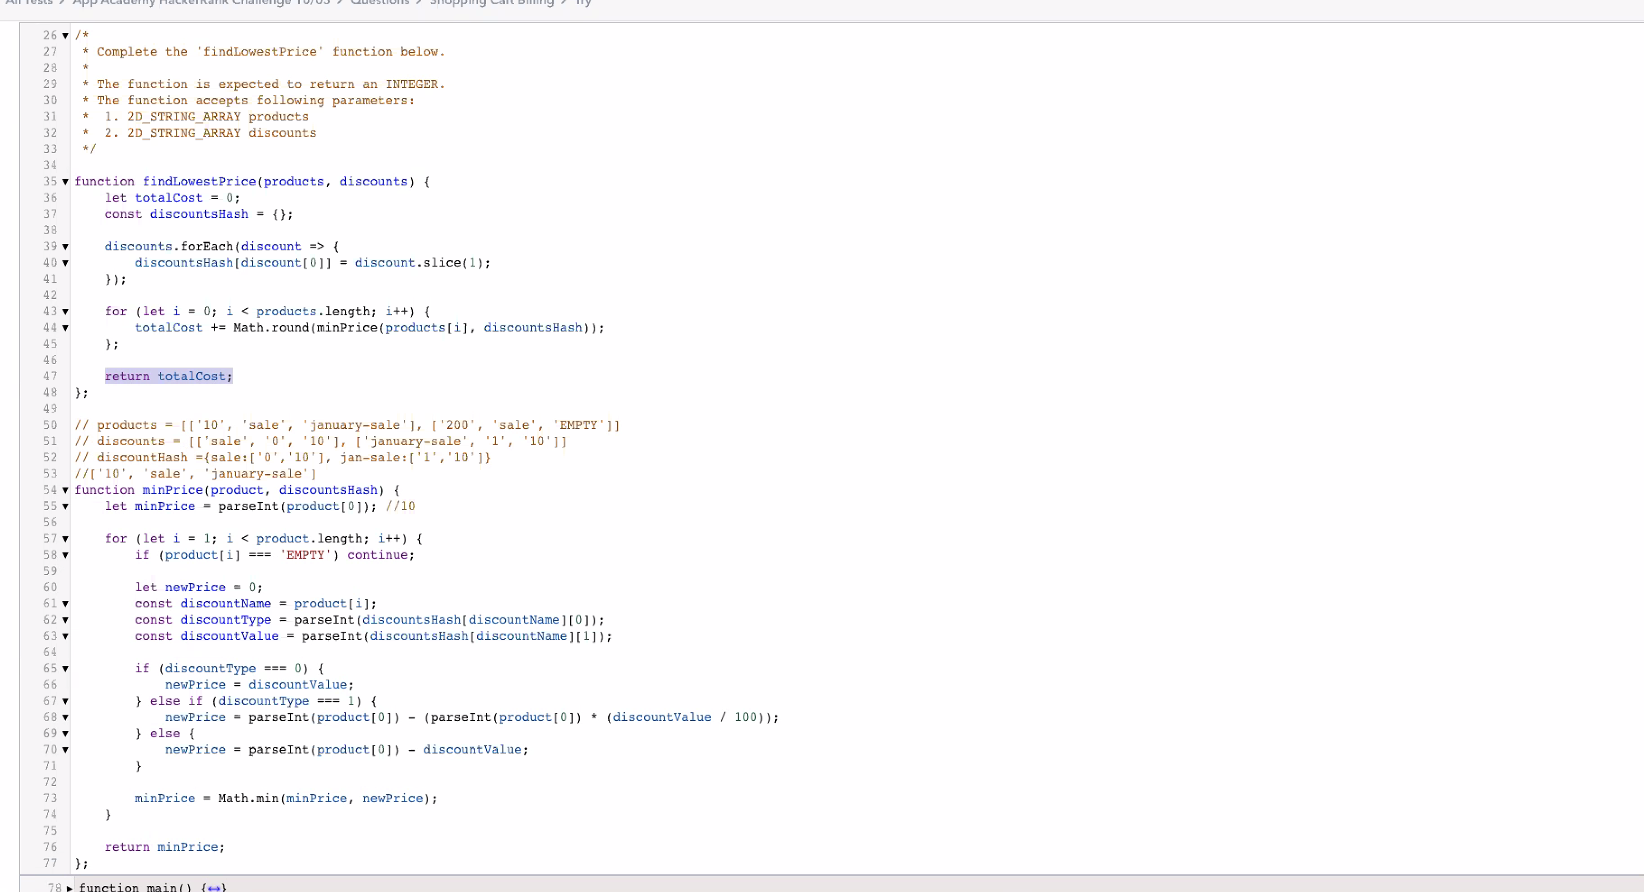 All Tests > App Academy HackerRank Challenge 10/05 > Questions > Shopping Cart Billing > Try
26 /*
27 * Complete the 'findLowestPrice' function below.
28 *
29 * The function is expected to return an INTEGER.
30 * The function accepts following parameters:
31 * 1. 2D_STRING_ARRAY products
32 * 2. 2D_STRING_ARRAY discounts
33 */
34
35 function findLowestPrice(products, discounts) {
36 let totalCost = 0;
37 const discountsHash = {};
38
39 discounts.forEach(discount => {
40 discountsHash[discount[0]] = discount.slice(1);
41 });
42
43 for (let i = 0; i < products.length; i++) {
44 totalCost += Math.round(minPrice(products[i], discountsHash));
45 };
46
47 return totalCost;
48 };
49
50 // products = [['10', 'sale', 'january-sale'], ['200', 'sale', 'EMPTY']]
51 // discounts = [['sale', '0', '10'], ['january-sale', '1', '10']]
52 // discountHash ={sale:['0','10'], jan-sale:['1','10']}
53 //['10', 'sale', 'january-sale']
54 function minPrice(product, discountsHash) {
55 let minPrice = parseInt(product[0]); //10
56
57 for (let i = 1; i < product.length; i++) {
58 if (product[i] === 'EMPTY') continue;
59
60 let newPrice = 0;
61 const discountName = product[i];
62 const discountType = parseInt(discountsHash[discountName][0]);
63 const discountValue = parseInt(discountsHash[discountName][1]);
64
65 if (discountType === 0) {
66 newPrice = discountValue;
67 } else if (discountType === 1) {
68 newPrice = parseInt(product[0]) - (parseInt(product[0]) * (discountValue / 100));
69 } else {
70 newPrice = parseInt(product[0]) - discountValue;
71 }
72
73 minPrice = Math.min(minPrice, newPrice);
74 }
75
76 return minPrice;
77 };
78 function main() {↔}